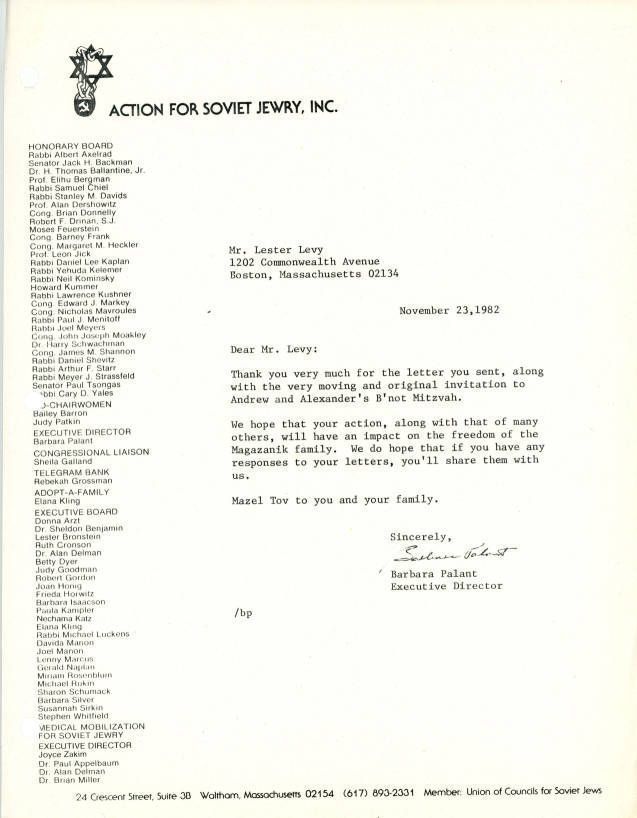 ACTION FOR SOVIET JEWRY, INC.
HONORARY BOARD
Rabbi Albert Axelrad
Senator Jack H. Backman
Dr. H. Thomas Ballantine, Jr.
Prof. Elihu Bergman
Rabbi Samuel Chiel
Rabbi Stanley M. Davids
Prof. Alan Dershowitz
Cong. Brian Donnelly
Robert F. Drinan, S.J.
Moses Feuerstein
Cong. Barney Frank
Cong. Margaret M. Heckler
Prof. Leon Jick
Rabbi Daniel Lee Kaplan
Rabbi Yehuda Kelemer
Rabbi Neil Kominsky
Howard Kummer
Rabbi Lawrence Kushner
Cong. Edward J. Markey
Cong. Nicholas Mavroules
Rabbi Paul J. Menitoff
Rabbi Joel Meyers
Cong. John Joseph Moakley
Dr. Harry Schwachman
Cong. James M. Shannon
Rabbi Daniel Shevitz
Rabbi Arthur F. Starr
Rabbi Meyer J. Strassfeld
Senator Paul Tsongas
bbi Cary D. Yales
O-CHAIRWOMEN
Bailey Barron
Judy Patkin
EXECUTIVE DIRECTOR
Barbara Palant
CONGRESSIONAL LIAISON
Sheila Galland
TELEGRAM BANK
Rebekah Grossman
ADOPT-A-FAMILY
Elana Kling
EXECUTIVE BOARD
Donna Arzt
Dr. Sheldon Benjamin
Lester Bronstein
Ruth Cronson
Dr. Alan Delman
Betty Dyer
Judy Goodman
Robert Gordon
Joan Honig
Frieda Horwitz
Barbara Isaacson
Paula Kampler
Nechama Katz
Elana Kling
Rabbi Michael Luckens
Davida Manon
Joel Manon
Lenny Marcus
Gerald Naplan
Miriam Rosenblum
Michael Rukin
Sharon Schumack
Barbara Silver
Susannah Sirkin
Stephen Whitfield
MEDICAL MOBILIZATION
FOR SOVIET JEWRY
EXECUTIVE DIRECTOR
Joyce Zakim
Dr. Paul Appelbaum
Dr. Alan Delman
Dr. Brian Miller
Mr. Lester Levy
1202 Commonwealth Avenue
Boston, Massachusetts 02134
November 23,1982
Dear Mr. Levy:
Thank you very much for the letter you sent, along
with the very moving and original invitation to
Andrew and Alexander's B'not Mitzvah.
We hope that your action, along with that of many
others, will have an impact on the freedom of the
Magazanik family. We do hope that if you have any
responses to your letters, you'll share them with
us.
Mazel Tov to you and your family.
Sincerely,
Barbara Palant
Barbara Palant
Executive Director
/bp
24 Crescent Street, Suite 3B Waltham, Massachusetts 02154 (617) 893-2331 Member: Union of Councils for Soviet Jews